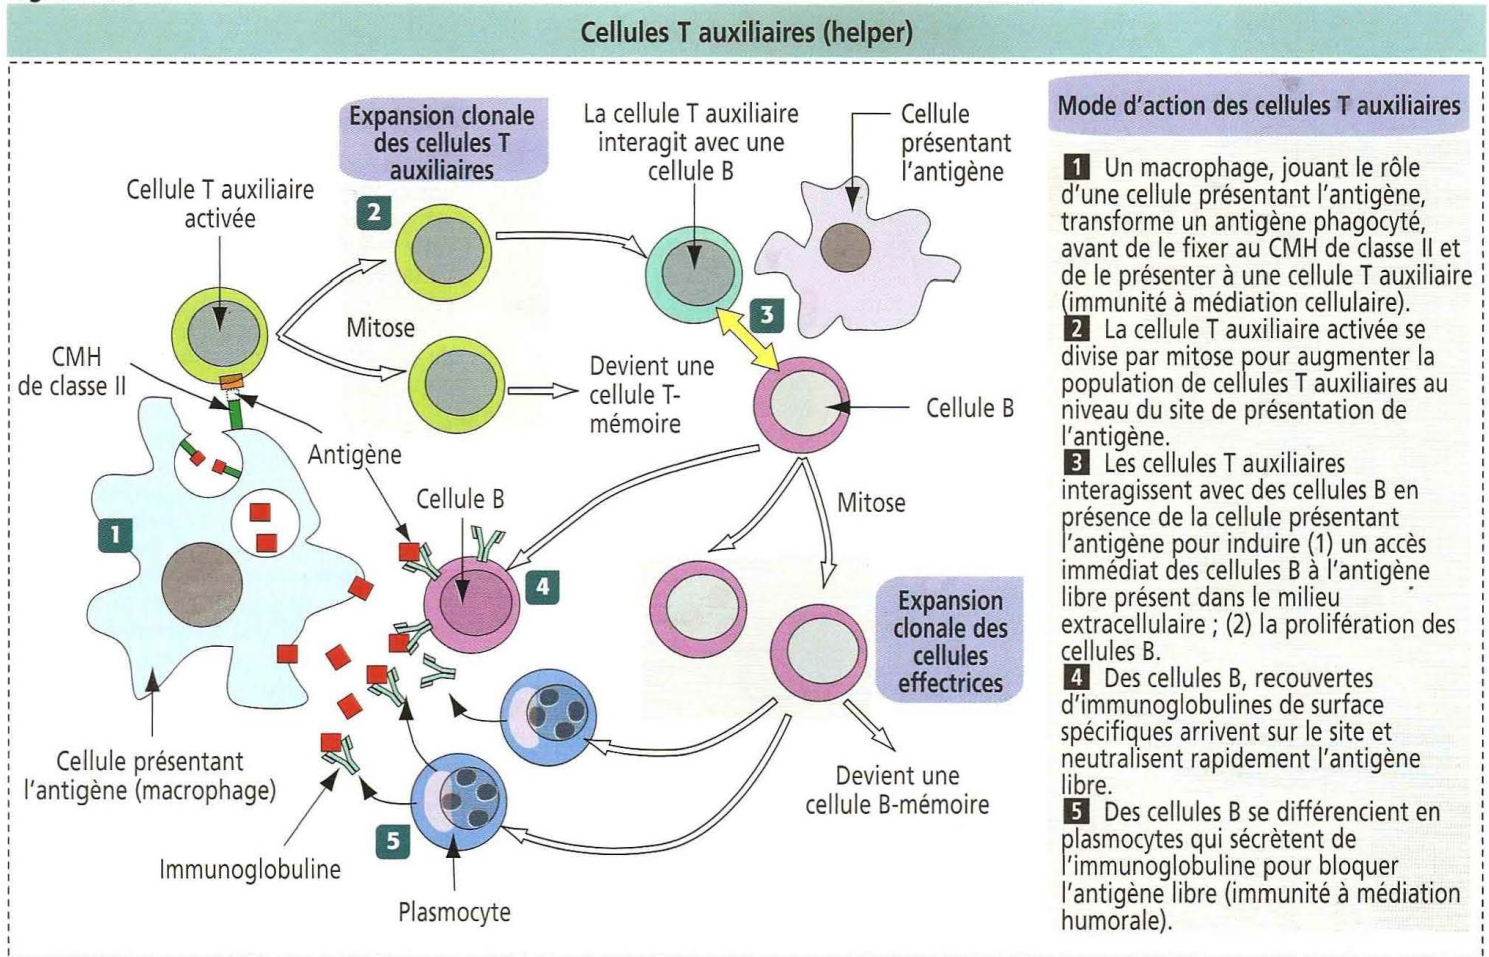 Cellules T auxiliaires (helper)
Expansion clonale
des cellules T
auxiliaires
La cellule T auxiliaire
interagit avec une
cellule B
Cellule
présentant
l'antigène
Cellule T auxiliaire
activée
2
Mitose
3
CMH
de classe II
Devient une
cellule T-
mémoire
Cellule B
Antigène
Cellule B
Mitose
1
4
Expansion
clonale des
cellules
effectrices
Cellule présentant
l'antigène (macrophage)
Devient une
cellule B-mémoire
5
Immunoglobuline
Plasmocyte
Mode d'action des cellules T auxiliaires
1 Un macrophage, jouant le rôle
d'une cellule présentant l'antigène,
transforme un antigène phagocyté,
avant de le fixer au CMH de classe II et
de le présenter à une cellule T auxiliaire
(immunité à médiation cellulaire).
2 La cellule T auxiliaire activée se
divise par mitose pour augmenter la
population de cellules T auxiliaires au
niveau du site de présentation de
l'antigène.
3 Les cellules T auxiliaires
interagissent avec des cellules B en
présence de la cellule présentant
l'antigène pour induire (1) un accès
immédiat des cellules B à l'antigène
libre présent dans le milieu
extracellulaire ; (2) la prolifération des
cellules B.
4 Des cellules B, recouvertes
d'immunoglobulines de surface
spécifiques arrivent sur le site et
neutralisent rapidement l'antigène
libre.
5 Des cellules B se différencient en
plasmocytes qui sécrètent de
l'immunoglobuline pour bloquer
l'antigène libre (immunité à médiation
humorale).